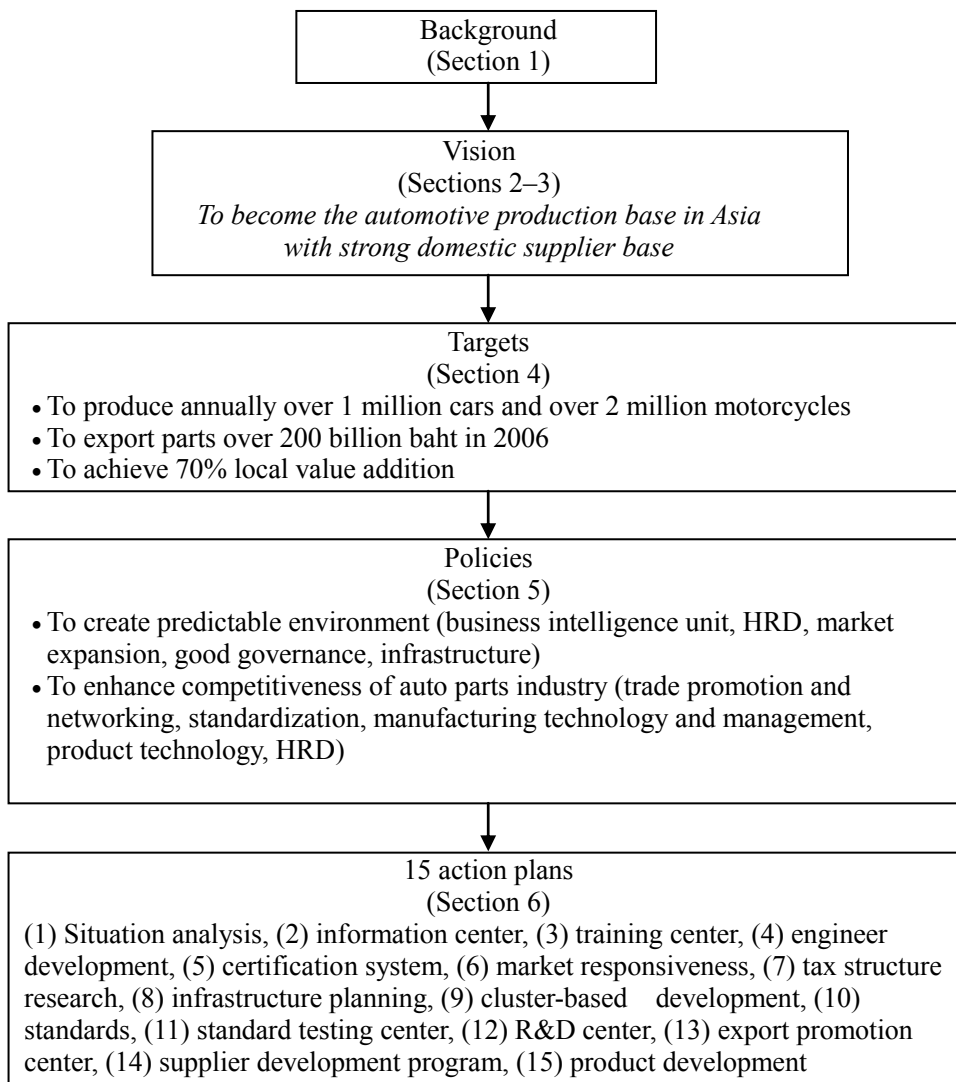 Background
(Section 1)
Vision
(Sections 2–3)
To become the automotive production base in Asia
with strong domestic supplier base
Targets
(Section 4)
• To produce annually over 1 million cars and over 2 million motorcycles
• To export parts over 200 billion baht in 2006
• To achieve 70% local value addition
Policies
(Section 5)
• To create predictable environment (business intelligence unit, HRD, market
expansion, good governance, infrastructure)
• To enhance competitiveness of auto parts industry (trade promotion and
networking, standardization, manufacturing technology and management,
product technology, HRD)
15 action plans
(Section 6)
(1) Situation analysis, (2) information center, (3) training center, (4) engineer
development, (5) certification system, (6) market responsiveness, (7) tax structure
research, (8) infrastructure planning, (9) cluster-based development, (10)
standards, (11) standard testing center, (12) R&D center, (13) export promotion
center, (14) supplier development program, (15) product development